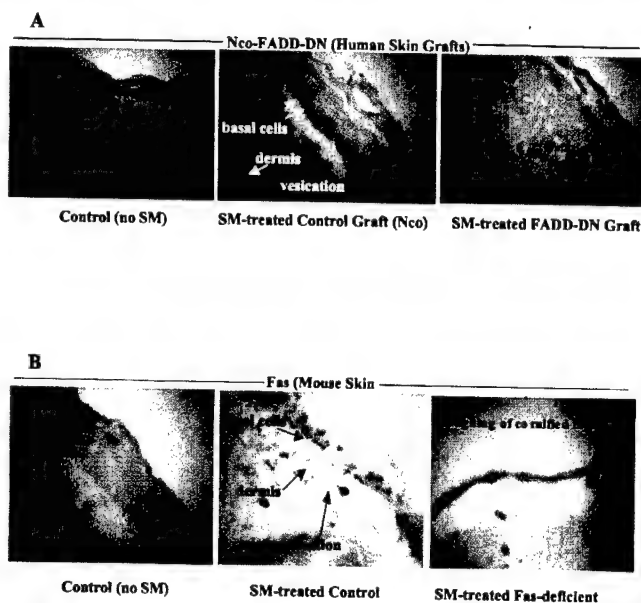 A
Nco-FADD-DN (Human Skin Grafts)
basal cells
dermis
vesication
Control (no SM)
SM-treated Control Graft (Nco)
SM-treated FADD-DN Graft
B
Fas (Mouse Skin
dermis
Control (no SM)
SM-treated Control
SM-treated Fas-deficient